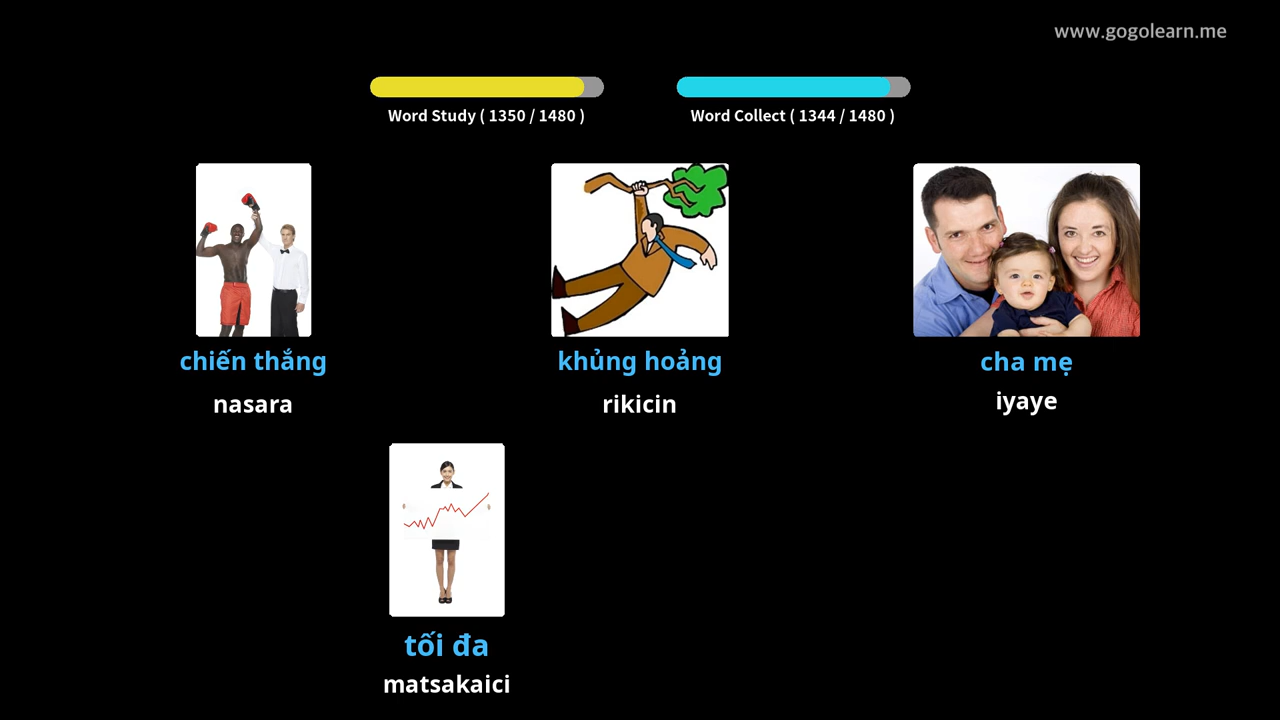 www.gogolearn.me
Word Study ( 1350 / 1480 )
Word Collect ( 1344 / 1480 )
chiến thắng
khủng hoảng
cha mẹ
nasara
rikicin
iyaye
tối đa
matsakaici